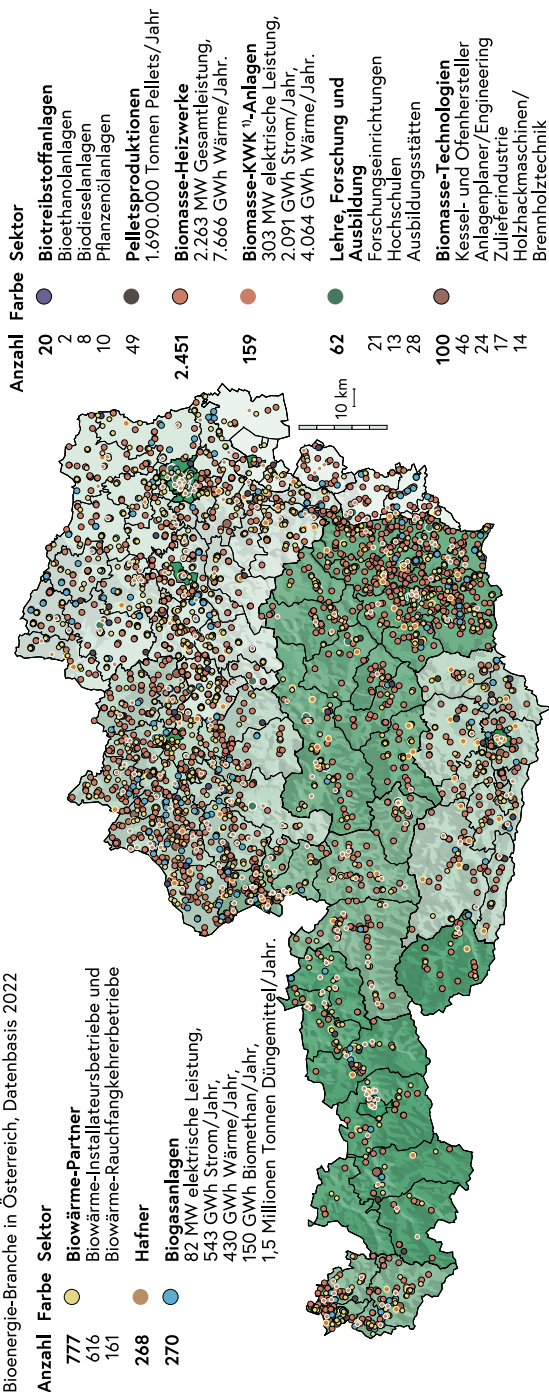 Bioenergie-Branche in Österreich, Datenbasis 2022
Anzahl Farbe Sektor
777 Biowärme-Partner
616 Biowärme-Installateursbetriebe und
161 Biowärme-Rauchfangkehrerbetriebe
268 Hafner
270 Biogasanlagen
82 MW elektrische Leistung,
543 GWh Strom/Jahr,
430 GWh Wärme/Jahr,
150 GWh Biomethan/Jahr,
1,5 Millionen Tonnen Düngemittel/Jahr.
10 km
Anzahl Farbe Sektor
20 Biotreibstoffanlagen
2 Bioethanolanlagen
8 Biodieselanlagen
10 Pflanzenölanlagen
49 Pelletsproduktionen
1.690.000 Tonnen Pellets/Jahr
2.451 Biomasse-Heizwerke
2.263 MW Gesamtleistung,
7.666 GWh Wärme/Jahr.
159 Biomasse-KWK ¹⁾-Anlagen
303 MW elektrische Leistung,
2.091 GWh Strom/Jahr,
4.064 GWh Wärme/Jahr.
62 Lehre, Forschung und
Ausbildung
21 Forschungseinrichtungen
13 Hochschulen
28 Ausbildungsstätten
100 Biomasse-Technologien
46 Kessel- und Ofenhersteller
24 Anlagenplaner/Engineering
17 Zulieferindustrie
14 Holzhackmaschinen/
Brennholztechnik